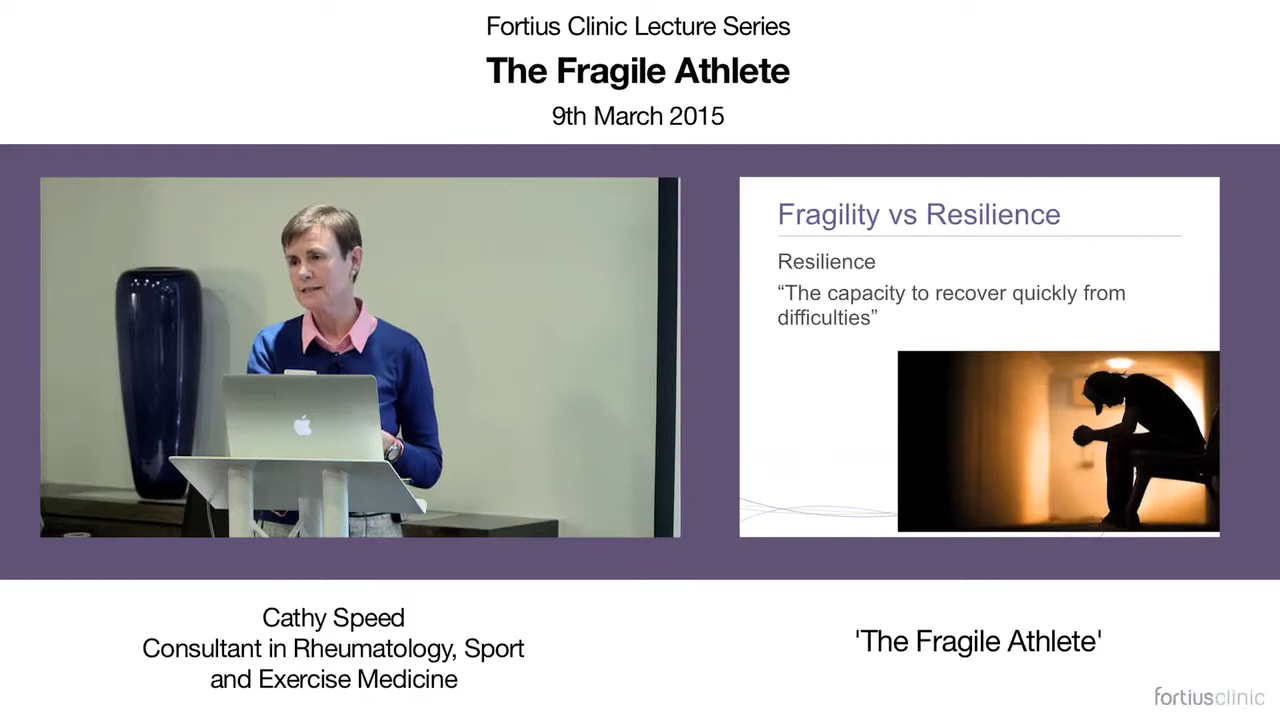 Fortius Clinic Lecture Series
The Fragile Athlete
9th March 2015
Fragility vs Resilience
Resilience
“The capacity to recover quickly from
difficulties”
Cathy Speed
Consultant in Rheumatology, Sport
and Exercise Medicine
'The Fragile Athlete'
fortiusclinic